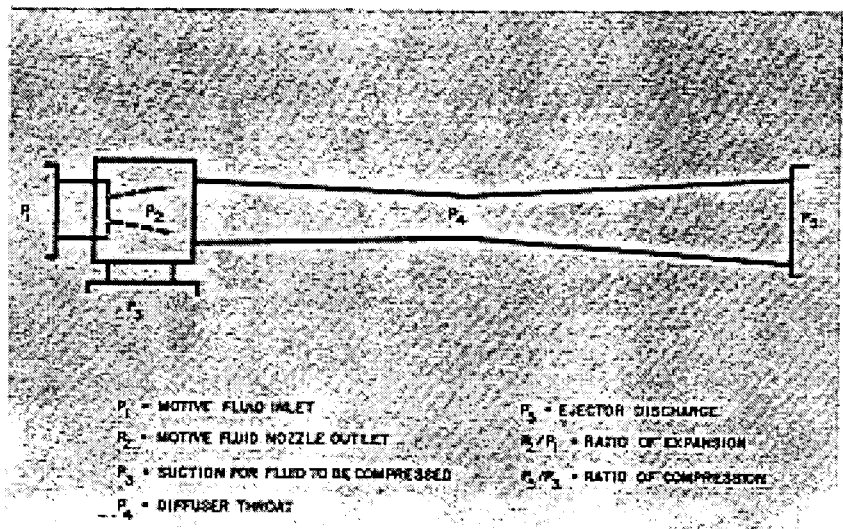 P₁
P₂
P₃
P₄
P₅
P₁ = MOTIVE FLUID INLET
P₂ = MOTIVE FLUID NOZZLE OUTLET
P₃ = SUCTION FOR FLUID TO BE COMPRESSED
P₄ = DIFFUSER THROAT
P₅ = EJECTOR DISCHARGE
P₂/P₁ = RATIO OF EXPANSION
P₅/P₃ = RATIO OF COMPRESSION